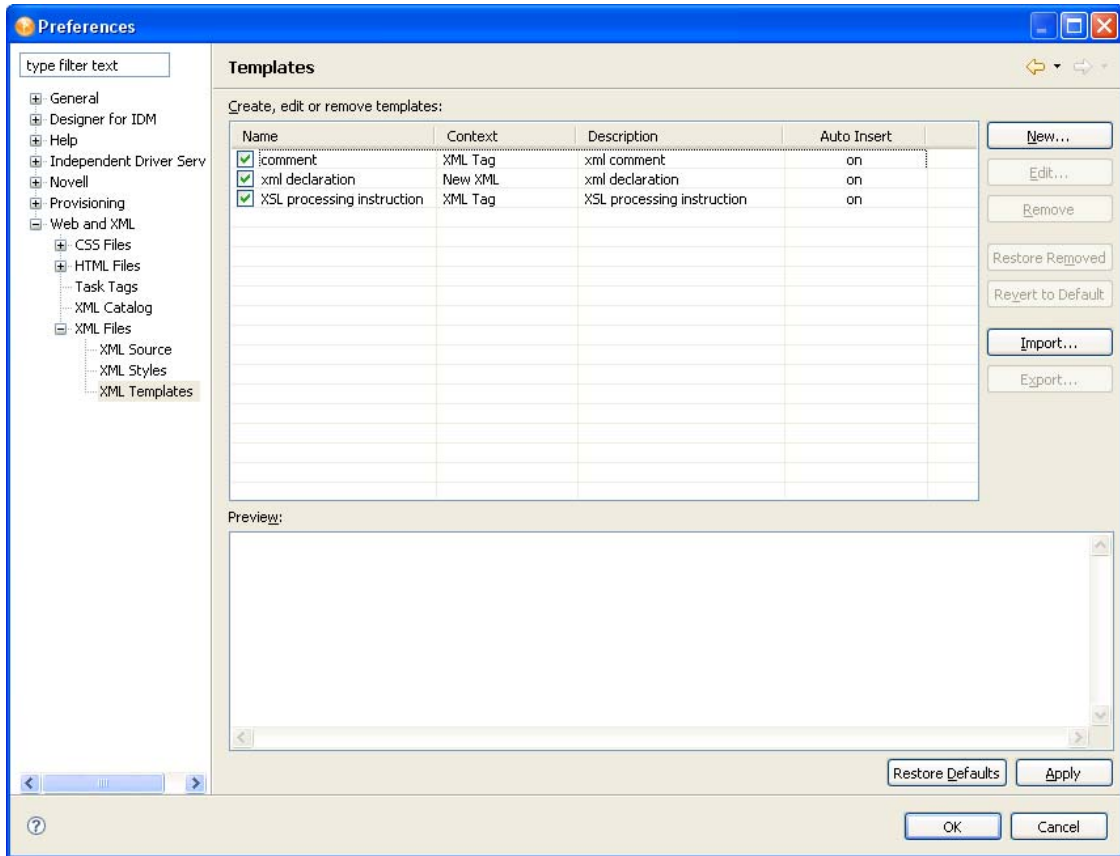 Preferences
type filter text
General
Designer for IDM
Help
Independent Driver Serv
Novell
Provisioning
Web and XML
CSS Files
HTML Files
Task Tags
XML Catalog
XML Files
XML Source
XML Styles
XML Templates
Templates
Create, edit or remove templates:
Name Context Description Auto Insert
comment XML Tag xml comment on
xml declaration New XML xml declaration on
XSL processing instruction XML Tag XSL processing instruction on
New...
Edit...
Remove
Restore Removed
Revert to Default
Import...
Export...
Preview:
Restore Defaults Apply
OK Cancel